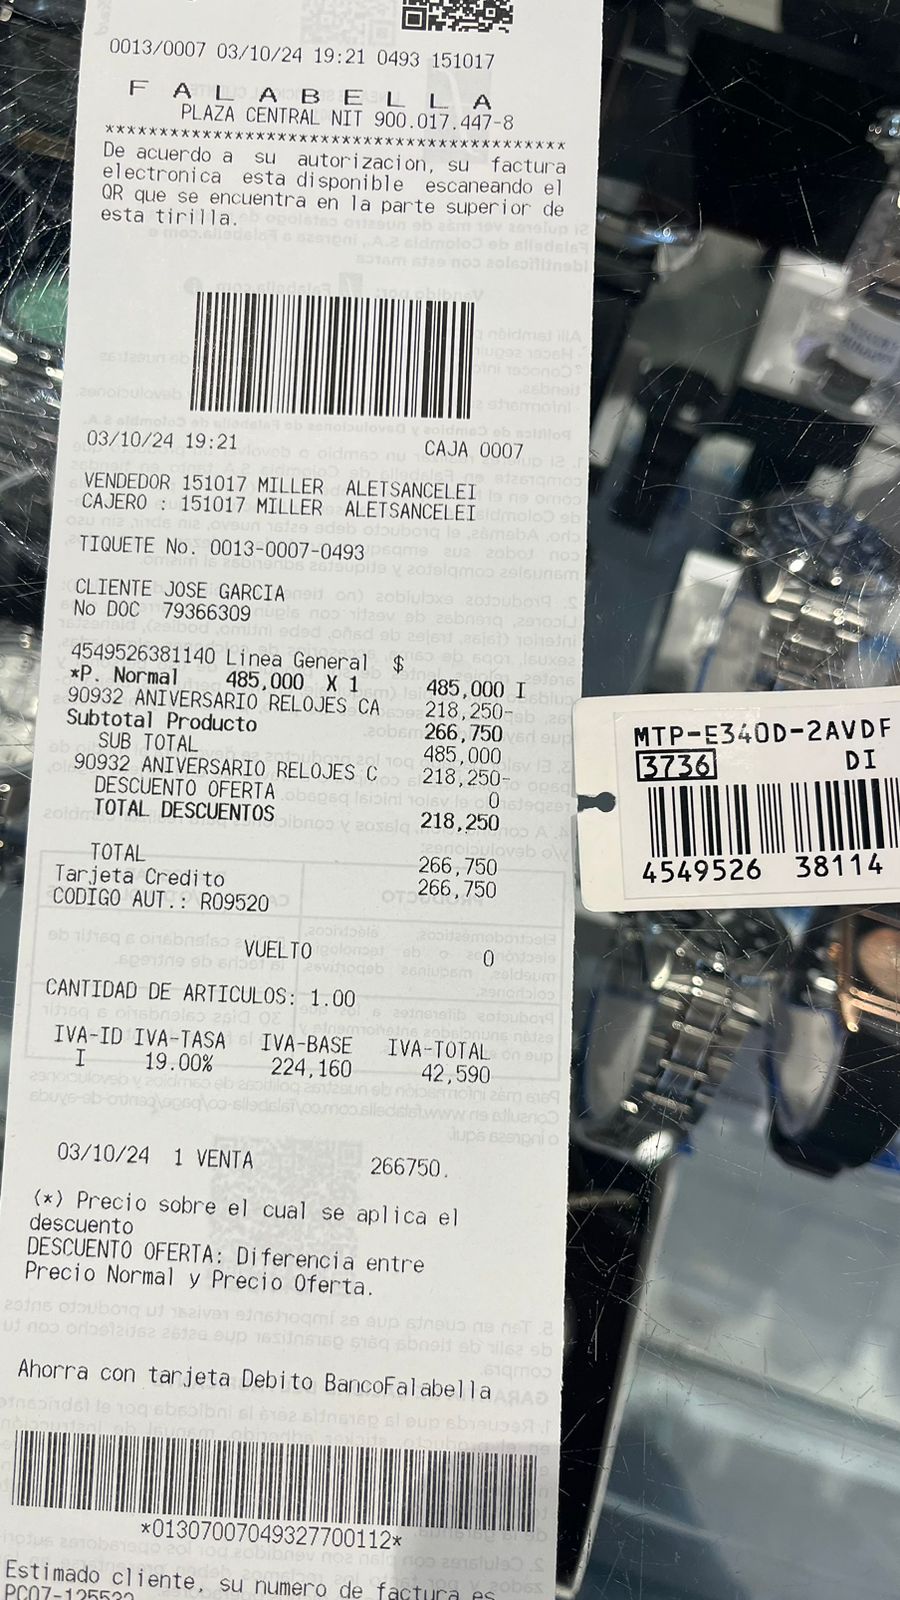 0013/0007 03/10/24 19:21 0493 151017
F A L A B E L L A
PLAZA CENTRAL NIT 900.017.447-8
*******************************************
De acuerdo a su autorizacion, su factura
electronica esta disponible escaneando el
QR que se encuentra en la parte superior de
esta tirilla.
03/10/24 19:21 CAJA 0007
VENDEDOR 151017 MILLER ALETSANCELEI
CAJERO : 151017 MILLER ALETSANCELEI
TIQUETE No. 0013-0007-0493
CLIENTE JOSE GARCIA
No DOC 79366309
4549526381140 Linea General $
*P. Normal 485,000 X 1 485,000 I
90932 ANIVERSARIO RELOJES CA 218,250-
Subtotal Producto 266,750
SUB TOTAL 485,000
90932 ANIVERSARIO RELOJES C 218,250-
DESCUENTO OFERTA 0
TOTAL DESCUENTOS 218,250
TOTAL 266,750
Tarjeta Credito 266,750
CODIGO AUT.: R09520
VUELTO 0
CANTIDAD DE ARTICULOS: 1.00
IVA-ID IVA-TASA IVA-BASE IVA-TOTAL
I 19.00% 224,160 42,590
03/10/24 1 VENTA 266750.
(*) Precio sobre el cual se aplica el
descuento
DESCUENTO OFERTA: Diferencia entre
Precio Normal y Precio Oferta.
Ahorra con tarjeta Debito BancoFalabella
*01307007049327700112*
Estimado cliente, su numero de factura es
MTP-E340D-2AVDF
3736 DI
4549526 38114